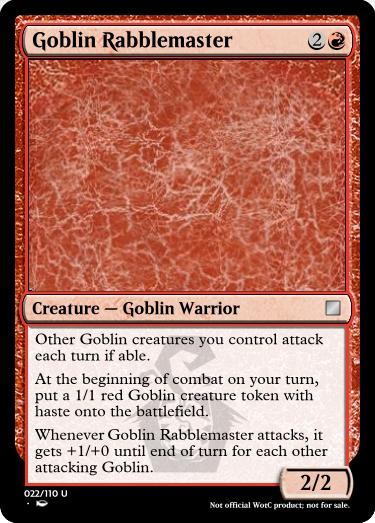 Goblin Rabblemaster 2
Creature — Goblin Warrior
Other Goblin creatures you control attack
each turn if able.
At the beginning of combat on your turn,
put a 1/1 red Goblin creature token with
haste onto the battlefield.
Whenever Goblin Rabblemaster attacks, it
gets +1/+0 until end of turn for each other
attacking Goblin.
2/2
022/110 U
Not official WotC product; not for sale.